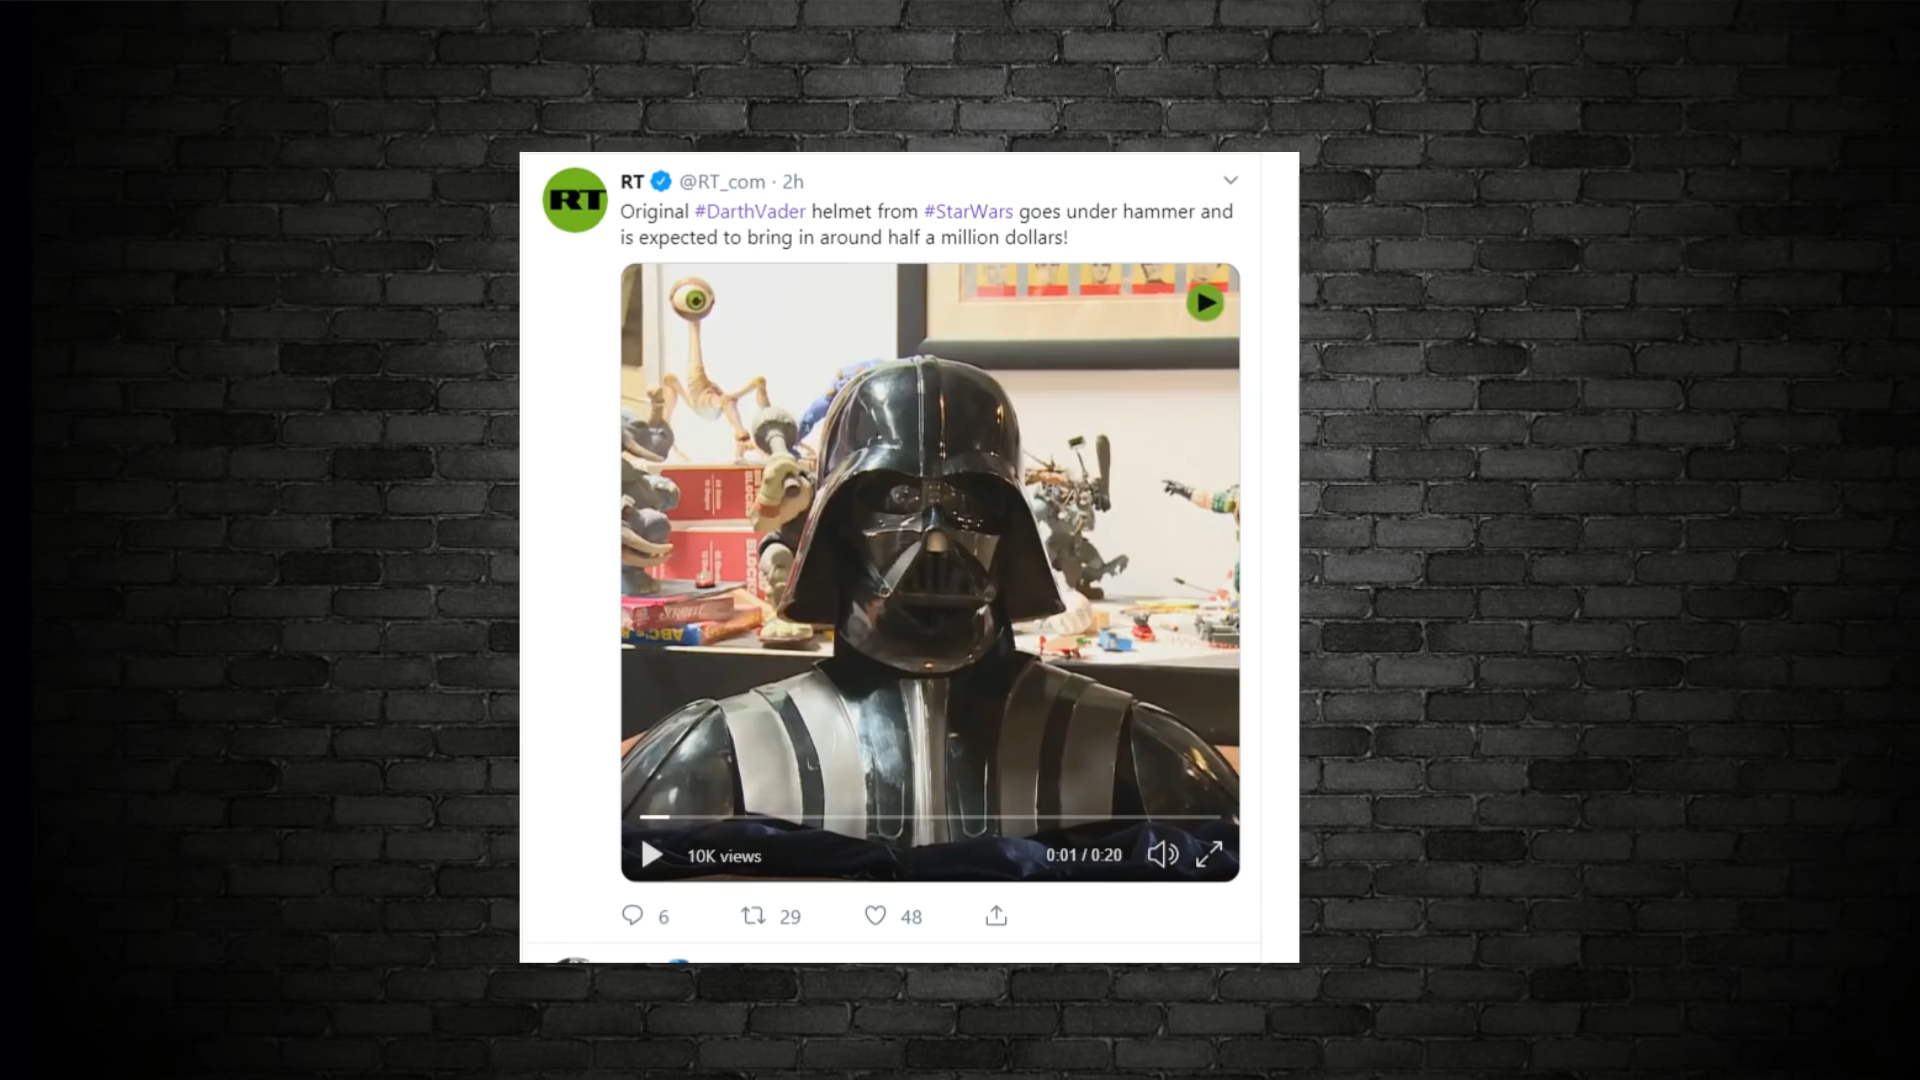 RT
RT @RT_com · 2h
Original #DarthVader helmet from #StarWars goes under hammer and
is expected to bring in around half a million dollars!
10K views
0:01 / 0:20
6 29 48